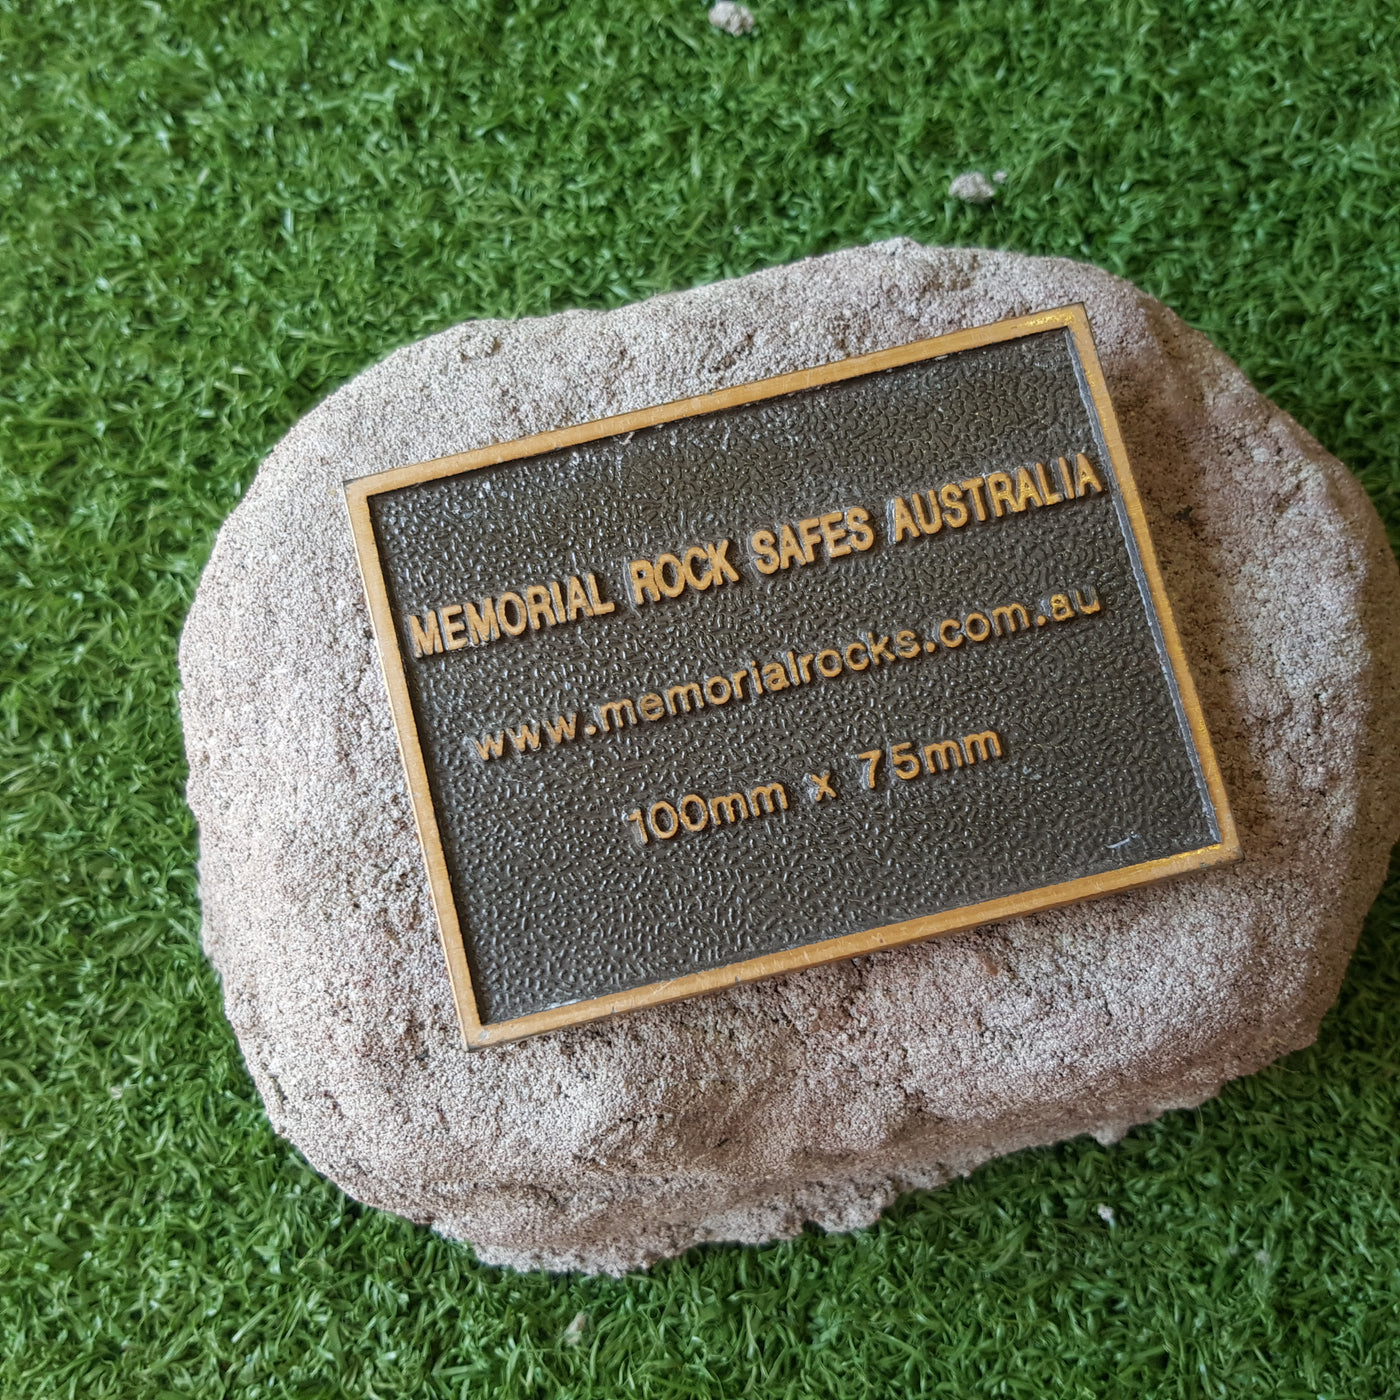 MEMORIAL ROCK SAFES AUSTRALIA
www.memorialrocks.com.au
100mm x 75mm